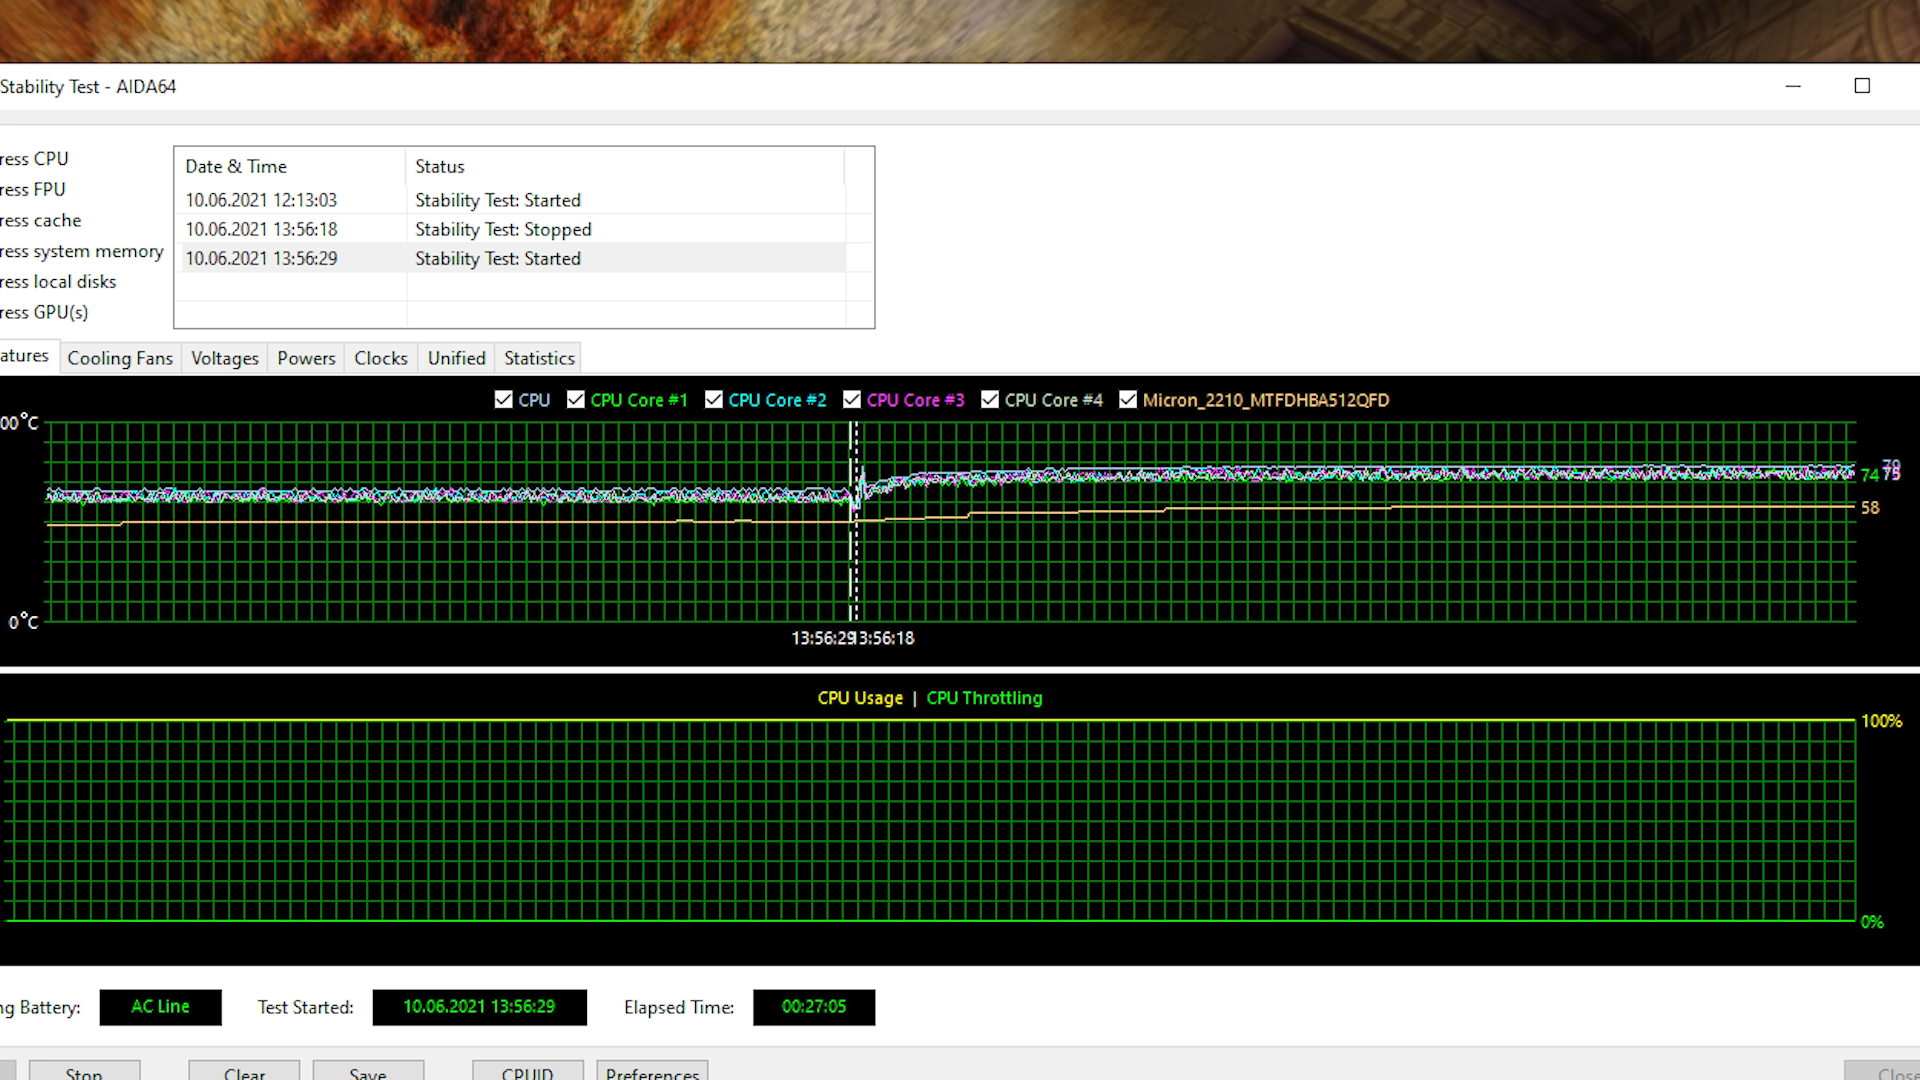 Stability Test - AIDA64
ress CPU
ress FPU
ress cache
ress system memory
ress local disks
ress GPU(s)
Date & Time Status
10.06.2021 12:13:03 Stability Test: Started
10.06.2021 13:56:18 Stability Test: Stopped
10.06.2021 13:56:29 Stability Test: Started
atures Cooling Fans Voltages Powers Clocks Unified Statistics
CPU CPU Core #1 CPU Core #2 CPU Core #3 CPU Core #4 Micron_2210_MTFDHBA512QFD
00°C
74 75
58
0°C
13:56:29 13:56:18
CPU Usage | CPU Throttling
100%
0%
ng Battery: AC Line Test Started: 10.06.2021 13:56:29 Elapsed Time: 00:27:05
Stop Clear Save CPUID Preferences Close